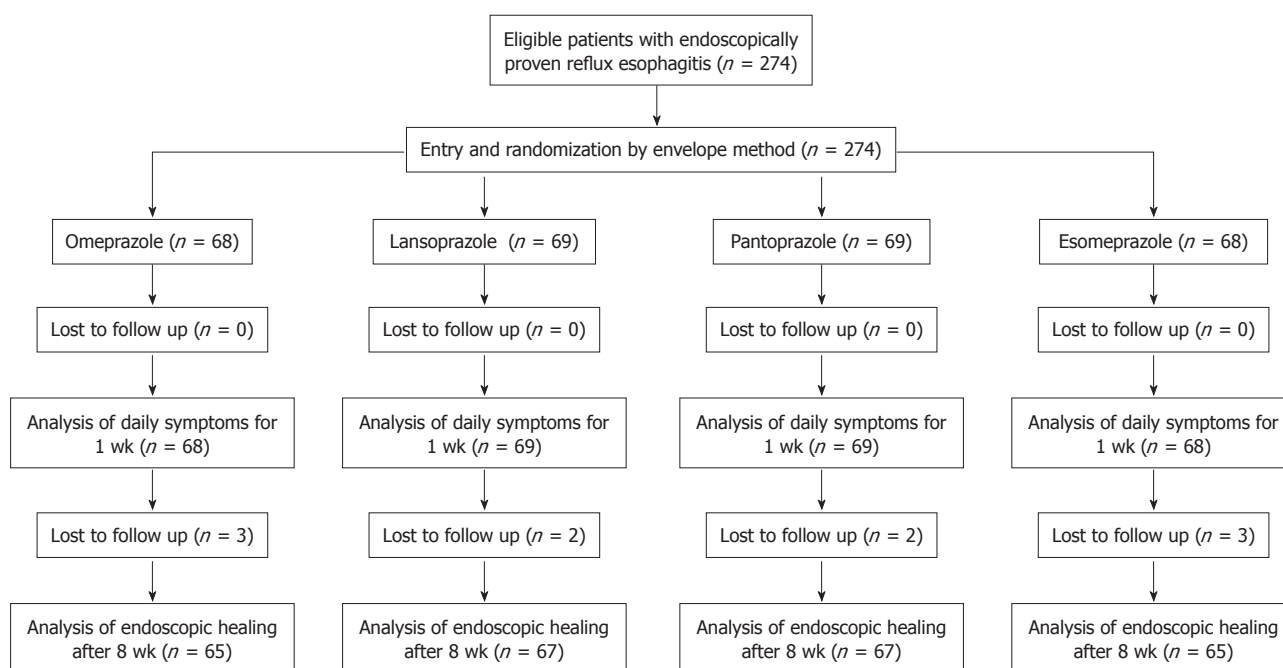 Eligible patients with endoscopically
proven reflux esophagitis (n = 274)
Entry and randomization by envelope method (n = 274)
Omeprazole (n = 68)
Lansoprazole (n = 69)
Pantoprazole (n = 69)
Esomeprazole (n = 68)
Lost to follow up (n = 0)
Lost to follow up (n = 0)
Lost to follow up (n = 0)
Lost to follow up (n = 0)
Analysis of daily symptoms for
1 wk (n = 68)
Analysis of daily symptoms for
1 wk (n = 69)
Analysis of daily symptoms for
1 wk (n = 69)
Analysis of daily symptoms for
1 wk (n = 68)
Lost to follow up (n = 3)
Lost to follow up (n = 2)
Lost to follow up (n = 2)
Lost to follow up (n = 3)
Analysis of endoscopic healing
after 8 wk (n = 65)
Analysis of endoscopic healing
after 8 wk (n = 67)
Analysis of endoscopic healing
after 8 wk (n = 67)
Analysis of endoscopic healing
after 8 wk (n = 65)